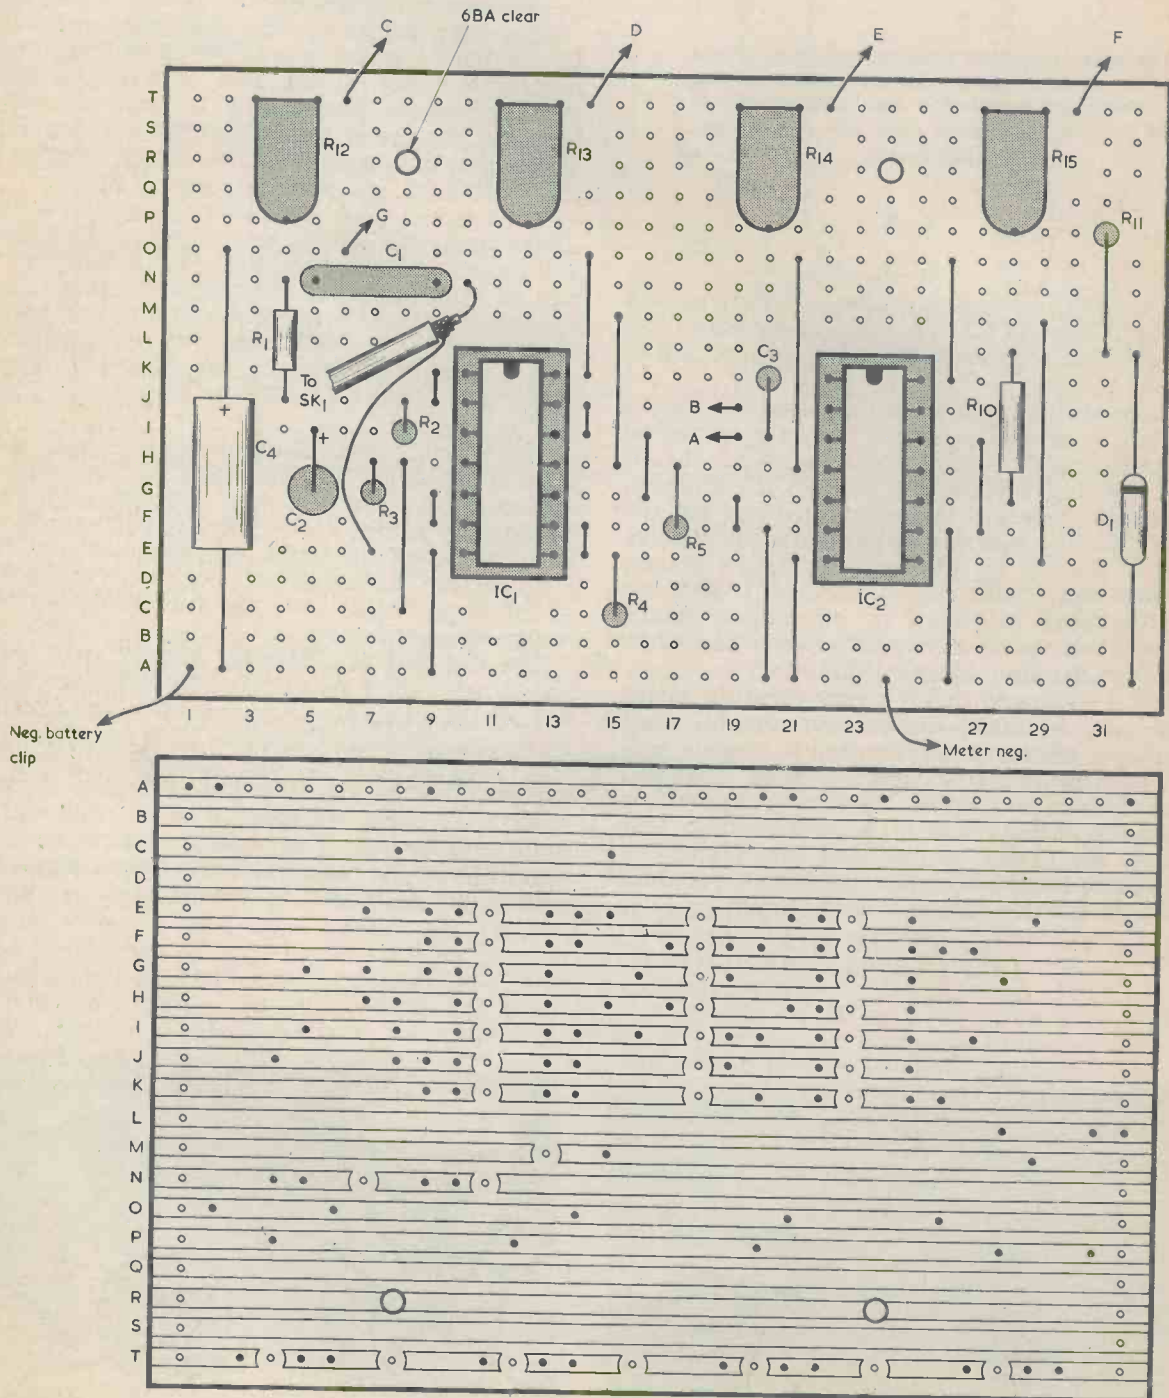 6BA clear
C
D
E
F
T
S
R
Q
P
O
N
M
L
K
J
I
H
G
F
E
D
C
B
A
R12
R13
R14
R15
R11
G
C1
R1
To
SK1
C3
B
A
R2
R10
+
C4
+
C2
R3
R5
D1
IC1
IC2
R4
1 3 5 7 9 11 13 15 17 19 21 23 27 29 31
Neg. battery
clip
Meter neg.
A
B
C
D
E
F
G
H
I
J
K
L
M
N
O
P
Q
R
S
T